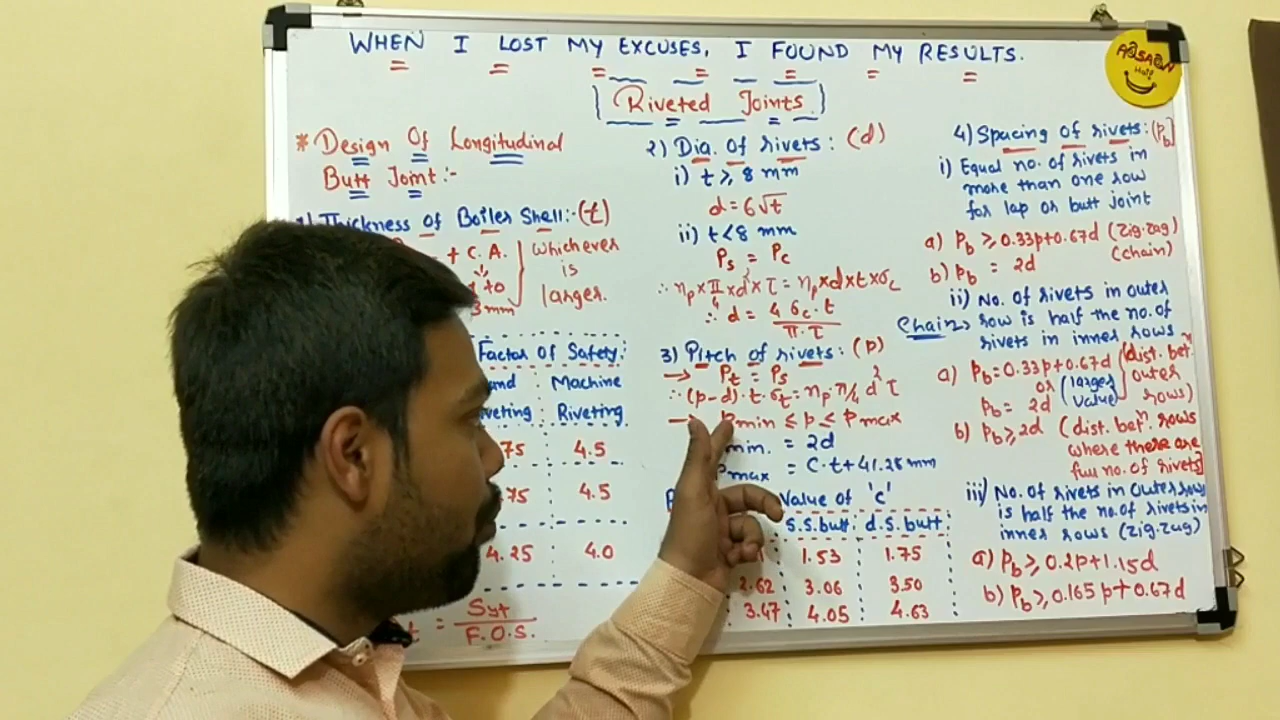 WHEN I LOST MY EXCUSES, I FOUND MY RESULTS.
Riveted Joints
* Design Of Longitudinal
Butt Joint :-
1) Thickness of Boiler Shell:- (t)
+ C.A.
1 to
3mm
whichever
is
larger.
Factor Of Safety:
Machine
Riveting
4.5
4.5
4.25 4.0
= Syt / F.O.S.
2) Dia. Of rivets : (d)
i) t ⩾ 8 mm
d = 6√t
ii) t < 8 mm
Ps = Pc
∴ np × π/4 × d² × τ = np × d × t × σc
∴ d = 4 σc · t / π · τ
3) Pitch of rivets : (p)
→ Pt = Ps
∴ (p-d) · t · σt = np · π/4 d² τ
→ Pmin ≤ p ≤ Pmax
min. = 2d
Pmax = C·t + 41.28 mm
Value of 'c'
s.s.butt d.s.butt
1.53 1.75
2.62 3.06 3.50
3.47 4.05 4.63
4) Spacing of rivets : (Pb)
i) Equal no. of rivets in
more than one row
for lap or butt joint
a) Pb ⩾ 0.33p+0.67d (zig-zag)
b) Pb = 2d (chain)
ii) No. of rivets in outer
Chain row is half the no. of
rivets in inner rows
a) Pb = 0.33p+0.67d
or
Pb = 2d
(larger
value)
(dist. betⁿ
outer
rows)
b) Pb ⩾ 2d (dist. betⁿ rows
where there are
full no. of rivets)
iii) No. of rivets in outer rows
is half the no. of rivets in
inner rows (zig-zag)
a) Pb ⩾ 0.2p+1.15d
b) Pb ⩾ 0.165p+0.67d